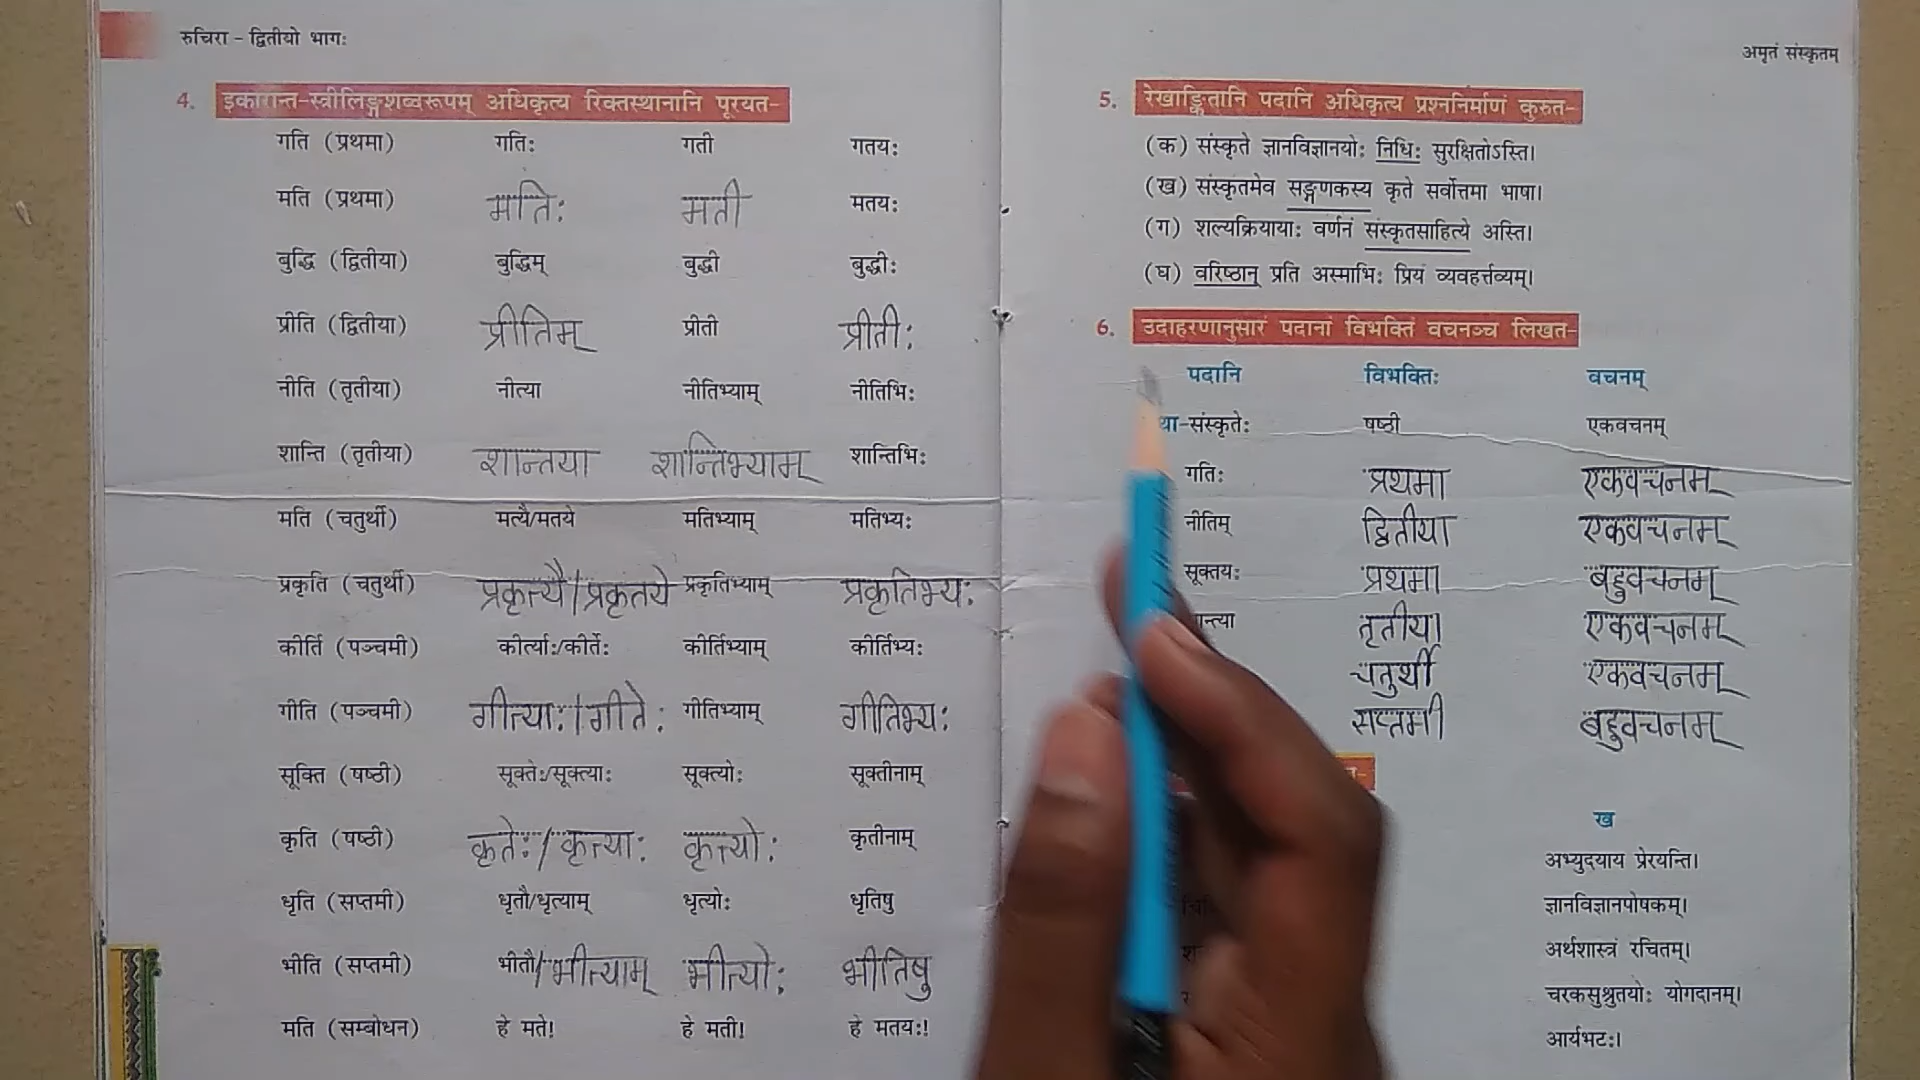 रुचिरा – द्वितीयो भागः
4. इकारान्त-स्त्रीलिङ्गशब्दरूपम् अधिकृत्य रिक्तस्थानानि पूरयत–
गति (प्रथमा) गतिः गती गतयः
मति (प्रथमा) मतिः मती मतयः
बुद्धि (द्वितीया) बुद्धिम् बुद्धी बुद्धीः
प्रीति (द्वितीया) प्रीतिम् प्रीती प्रीतीः
नीति (तृतीया) नीत्या नीतिभ्याम् नीतिभिः
शान्ति (तृतीया) शान्तया शान्तिभ्याम् शान्तिभिः
मति (चतुर्थी) मत्यै/मतये मतिभ्याम् मतिभ्यः
प्रकृति (चतुर्थी) प्रकृत्यै/प्रकृतये प्रकृतिभ्याम् प्रकृतिभ्यः
कीर्ति (पञ्चमी) कीर्त्याः/कीर्तेः कीर्तिभ्याम् कीर्तिभ्यः
गीति (पञ्चमी) गीत्याः/गीतेः गीतिभ्याम् गीतिभ्यः
सूक्ति (षष्ठी) सूक्तेः/सूक्त्याः सूक्त्योः सूक्तीनाम्
कृति (षष्ठी) कृतेः/कृत्याः कृत्योः कृतीनाम्
धृति (सप्तमी) धृतौ/धृत्याम् धृत्योः धृतिषु
भीति (सप्तमी) भीतौ/भीत्याम् भीत्योः भीतिषु
मति (सम्बोधन) हे मते! हे मती! हे मतयः!
अमृतं संस्कृतम्
5. रेखाङ्कितानि पदानि अधिकृत्य प्रश्ननिर्माणं कुरुत–
(क) संस्कृते ज्ञानविज्ञानयोः निधिः सुरक्षितोऽस्ति।
(ख) संस्कृतमेव सङ्गणकस्य कृते सर्वोत्तमा भाषा।
(ग) शल्यक्रियायाः वर्णनं संस्कृतसाहित्ये अस्ति।
(घ) वरिष्ठान् प्रति अस्माभिः प्रियं व्यवहर्त्तव्यम्।
6. उदाहरणानुसारं पदानां विभक्तिं वचनञ्च लिखत–
पदानि विभक्तिः वचनम्
था-संस्कृतेः षष्ठी एकवचनम्
गतिः प्रथमा एकवचनम्
नीतिम् द्वितीया एकवचनम्
सूक्तयः प्रथमा बहुवचनम्
न्त्या तृतीया एकवचनम्
चतुर्थी एकवचनम्
सप्तमी बहुवचनम्
ख
अभ्युदयाय प्रेरयन्ति।
ज्ञानविज्ञानपोषकम्।
अर्थशास्त्रं रचितम्।
चरकसुश्रुतयोः योगदानम्।
आर्यभटः।